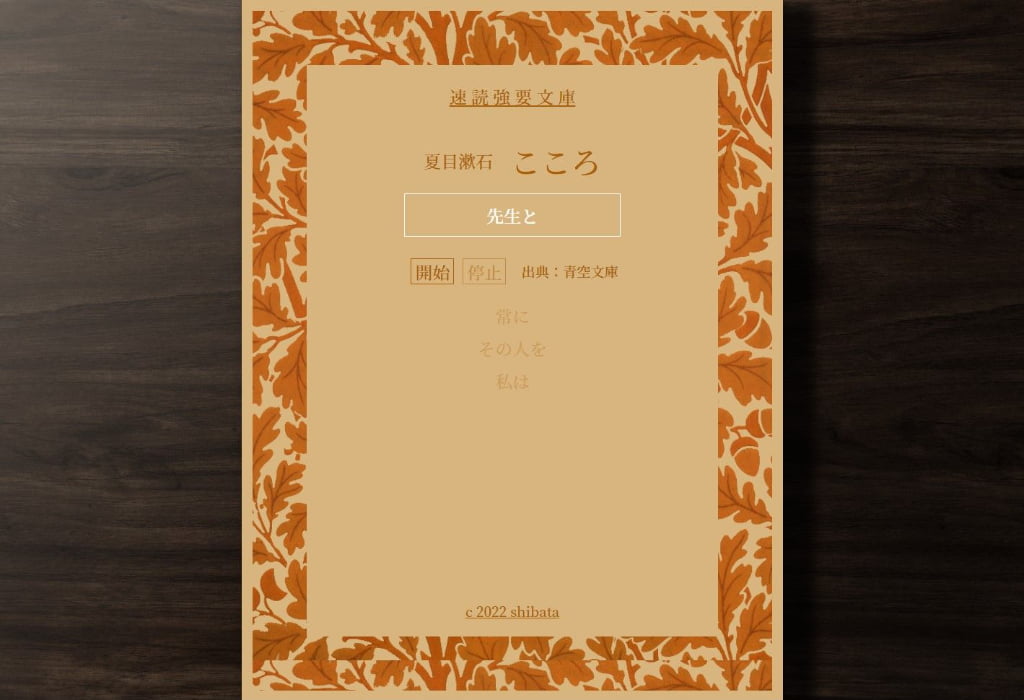 速読強要文庫
夏目漱石 こころ
先生と
開始 停止 出典：青空文庫
常に
その人を
私は
c 2022 shibata